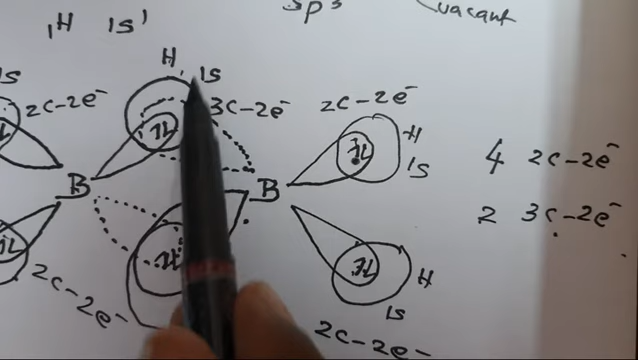 sp³ vacant
₁H 1s¹
H, 1s
1s
2c-2e⁻ 3c-2e⁻ 2c-2e⁻
H
1s
4 2c-2e⁻
B B
2 3c-2e⁻
H
1s
2c-2e⁻
2c-2e⁻